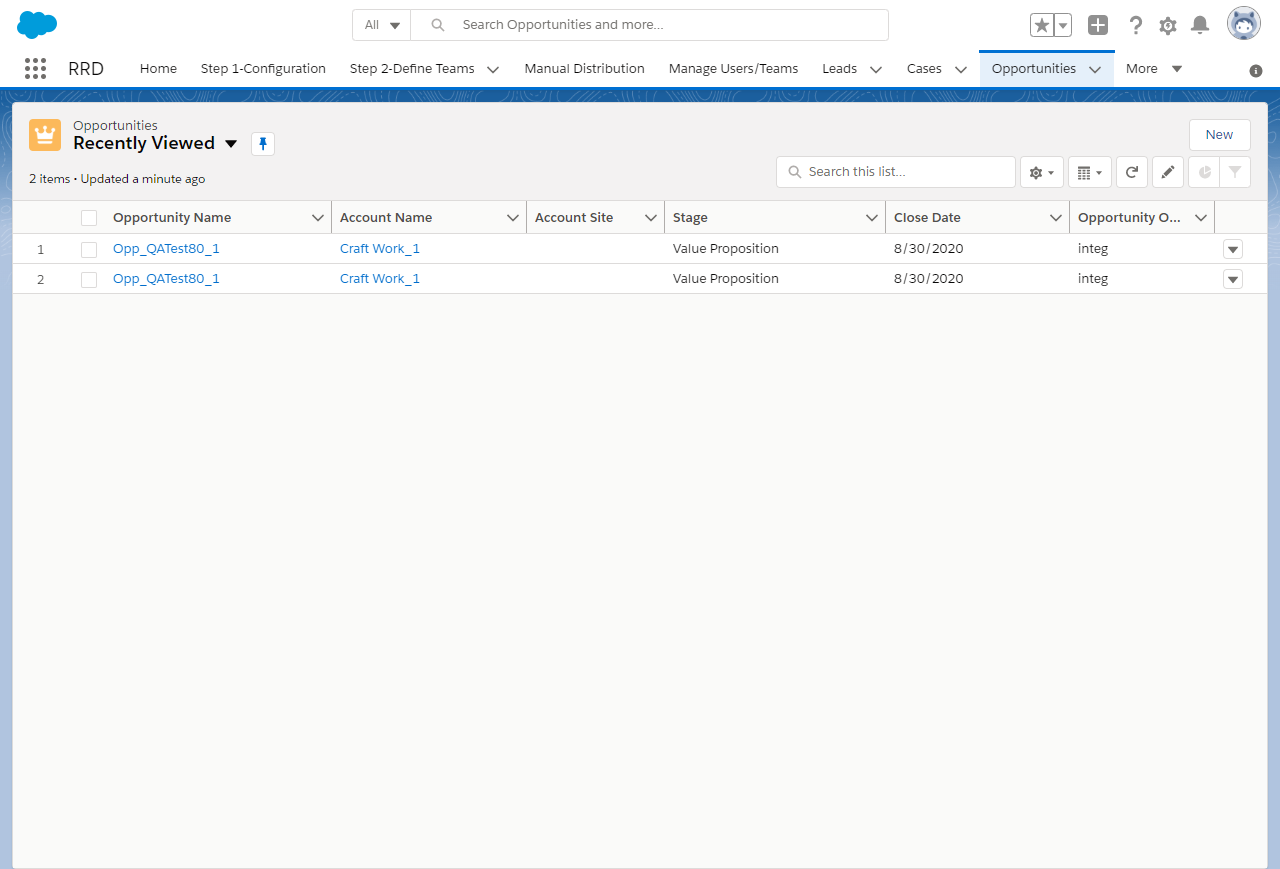 All Search Opportunities and more...
RRD Home Step 1-Configuration Step 2-Define Teams Manual Distribution Manage Users/Teams Leads Cases Opportunities More
Opportunities
Recently Viewed
New
2 items • Updated a minute ago
Search this list...
Opportunity Name Account Name Account Site Stage Close Date Opportunity O...
1 Opp_QATest80_1 Craft Work_1 Value Proposition 8/30/2020 integ
2 Opp_QATest80_1 Craft Work_1 Value Proposition 8/30/2020 integ